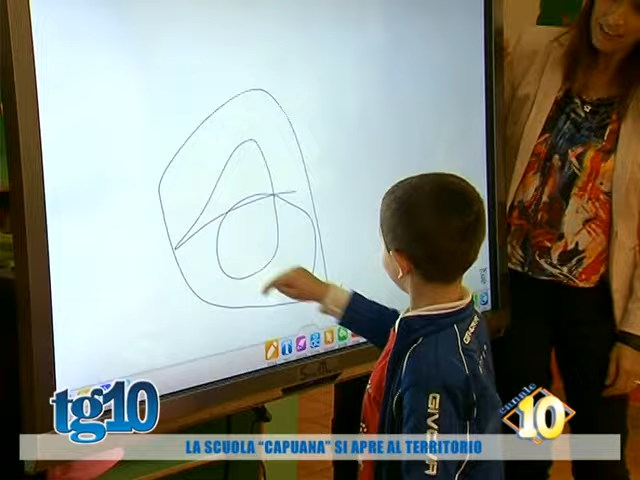 GIVOVA
tg10
canale
10
LA SCUOLA "CAPUANA" SI APRE AL TERRITORIO